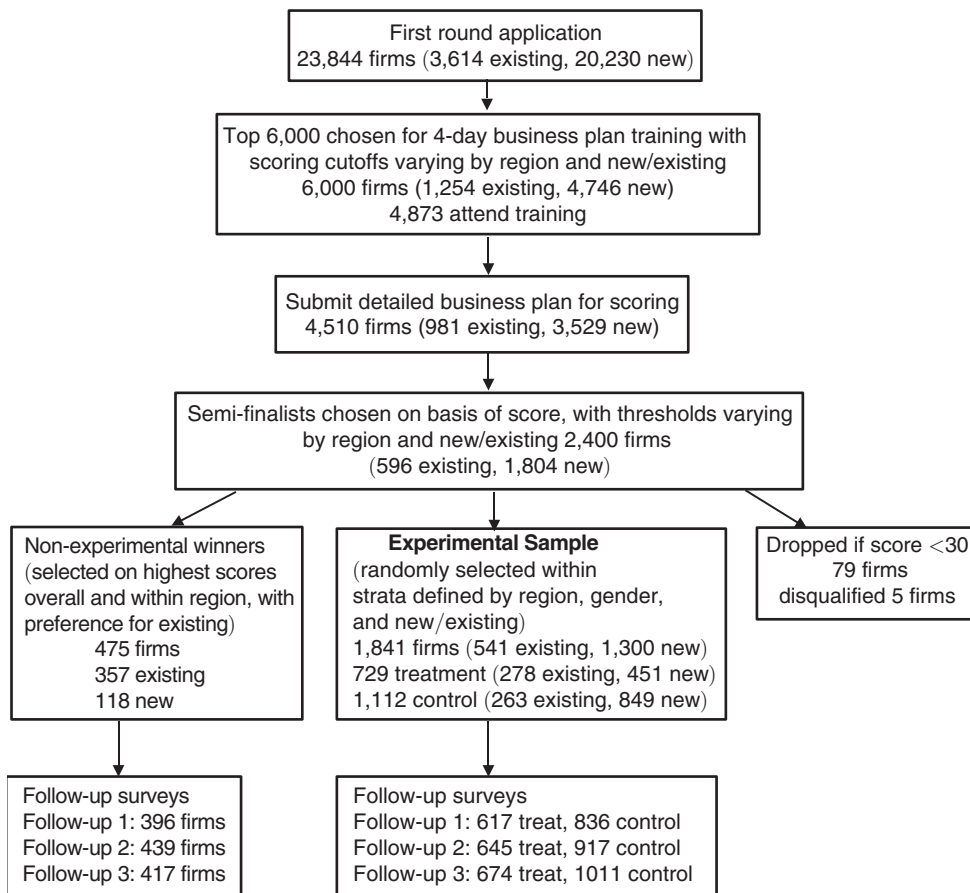 First round application
23,844 firms (3,614 existing, 20,230 new)
Top 6,000 chosen for 4-day business plan training with
scoring cutoffs varying by region and new/existing
6,000 firms (1,254 existing, 4,746 new)
4,873 attend training
Submit detailed business plan for scoring
4,510 firms (981 existing, 3,529 new)
Semi-finalists chosen on basis of score, with thresholds varying
by region and new/existing 2,400 firms
(596 existing, 1,804 new)
Non-experimental winners
(selected on highest scores
overall and within region, with
preference for existing)
475 firms
357 existing
118 new
Experimental Sample
(randomly selected within
strata defined by region, gender,
and new/existing)
1,841 firms (541 existing, 1,300 new)
729 treatment (278 existing, 451 new)
1,112 control (263 existing, 849 new)
Dropped if score <30
79 firms
disqualified 5 firms
Follow-up surveys
Follow-up 1: 396 firms
Follow-up 2: 439 firms
Follow-up 3: 417 firms
Follow-up surveys
Follow-up 1: 617 treat, 836 control
Follow-up 2: 645 treat, 917 control
Follow-up 3: 674 treat, 1011 control